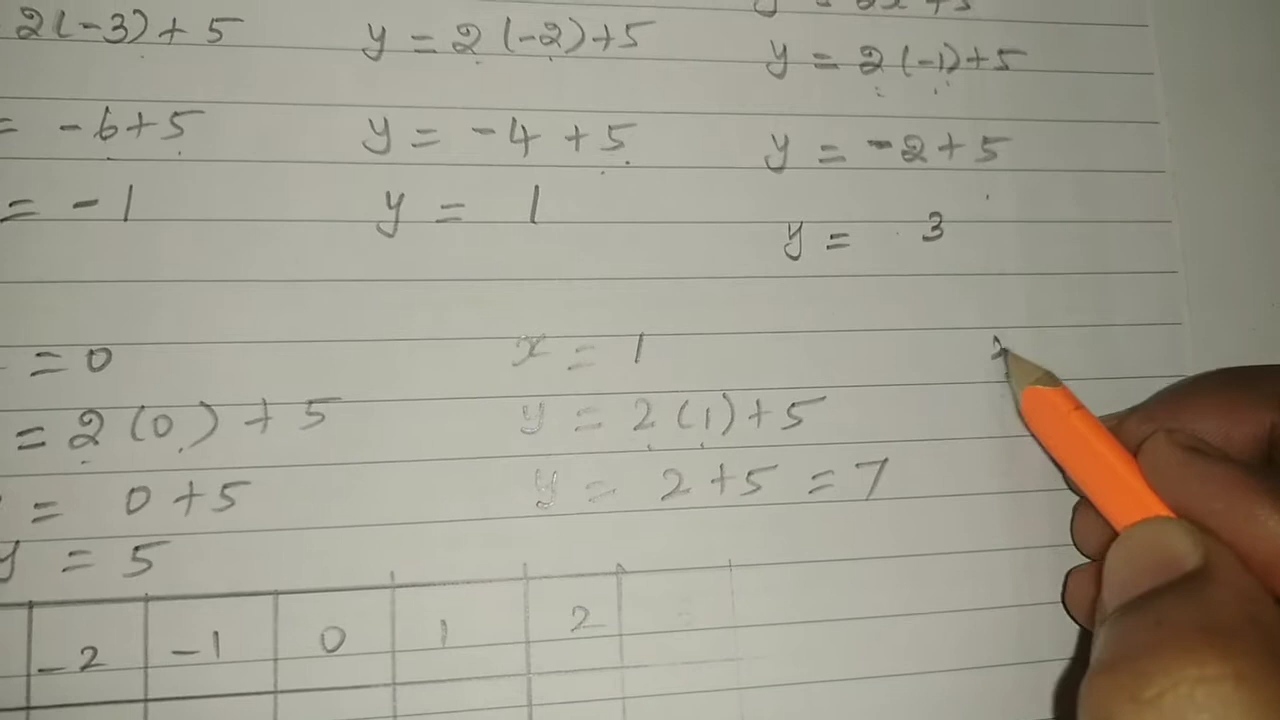 2(-3)+5
= -6+5
= -1
y = 2(-2)+5
y = -4+5
y = 1
y = 2(-1)+5
y = -2+5
y = 3
=0
= 2(0)+5
= 0+5
y = 5
x = 1
y = 2(1)+5
y = 2+5 = 7
-2 -1 0 1 2